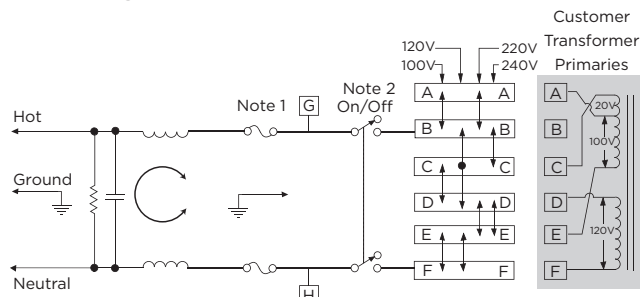 Customer
Transformer
Primaries
120V
220V
100V
240V
Note 1
G
Note 2
On/Off
Hot
Ground
Neutral
A A
B B
C C
D D
E E
F F
H
A
B
C
D
E
F
20V
100V
120V